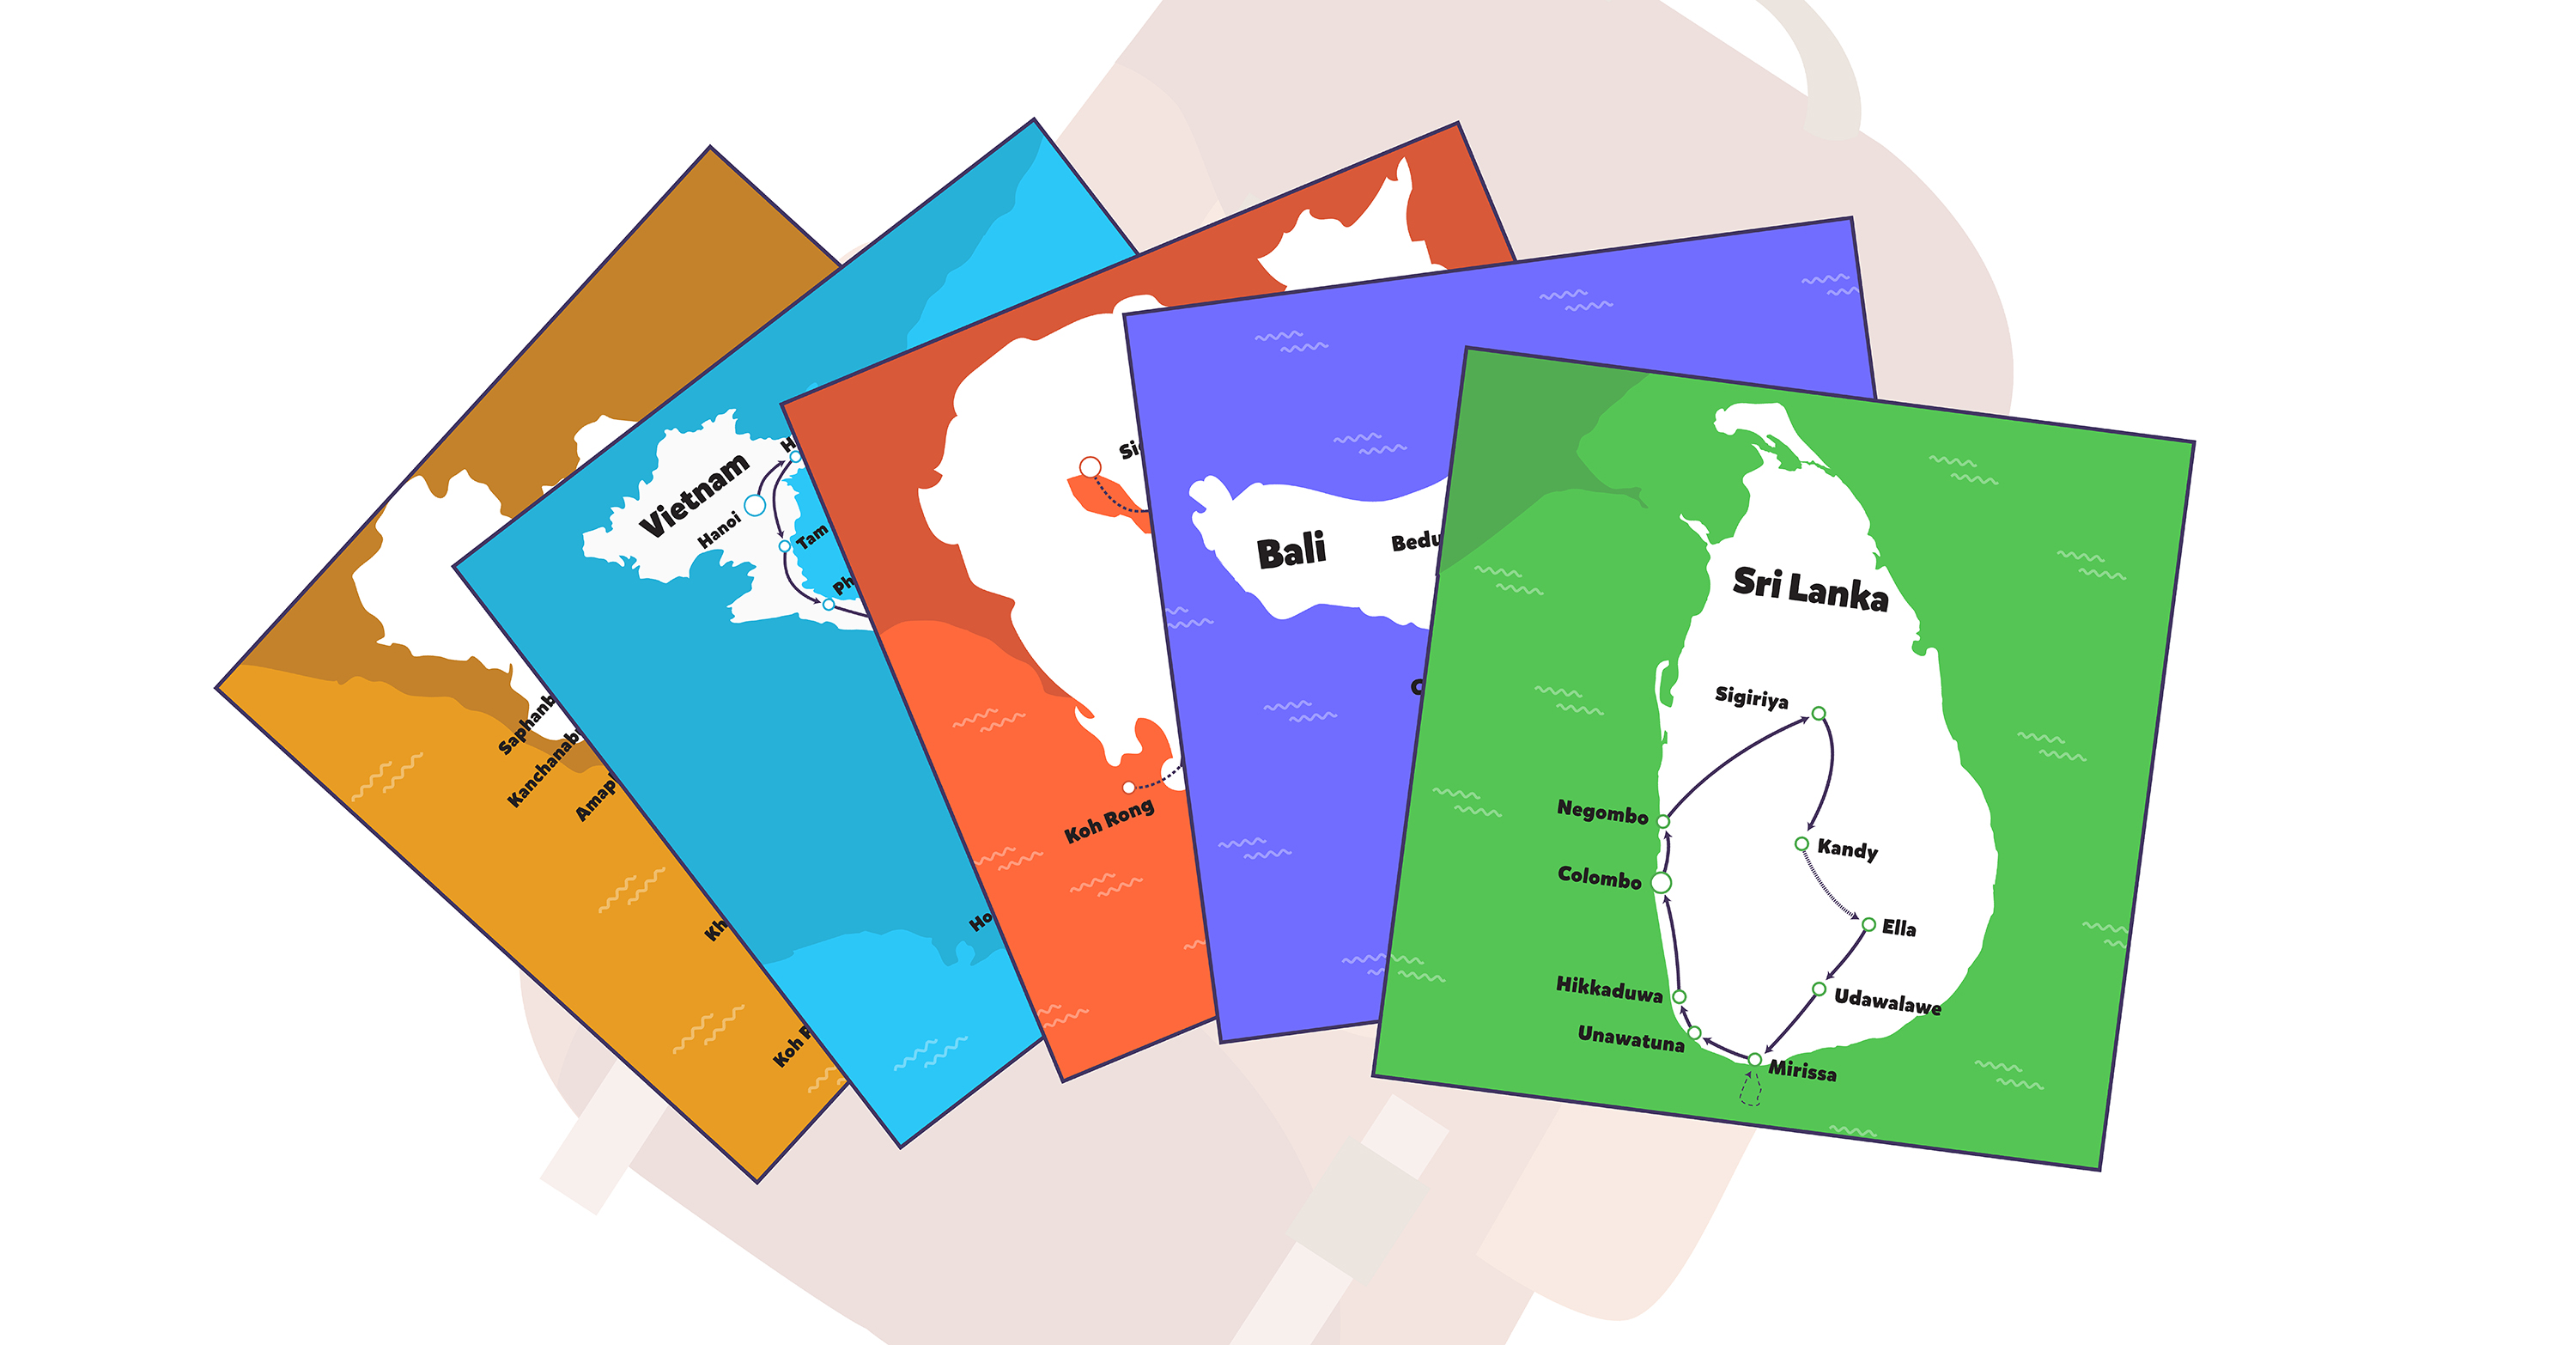 Saphanb
Kanchanab
Amap
Kh
Koh R
Vietnam
H
Hanoi
Tam
Ph
Ho
Si
Koh Rong
Bali
Bedu
Sri Lanka
Sigiriya
Negombo
Kandy
Colombo
Ella
Hikkaduwa
Udawalawe
Unawatuna
Mirissa